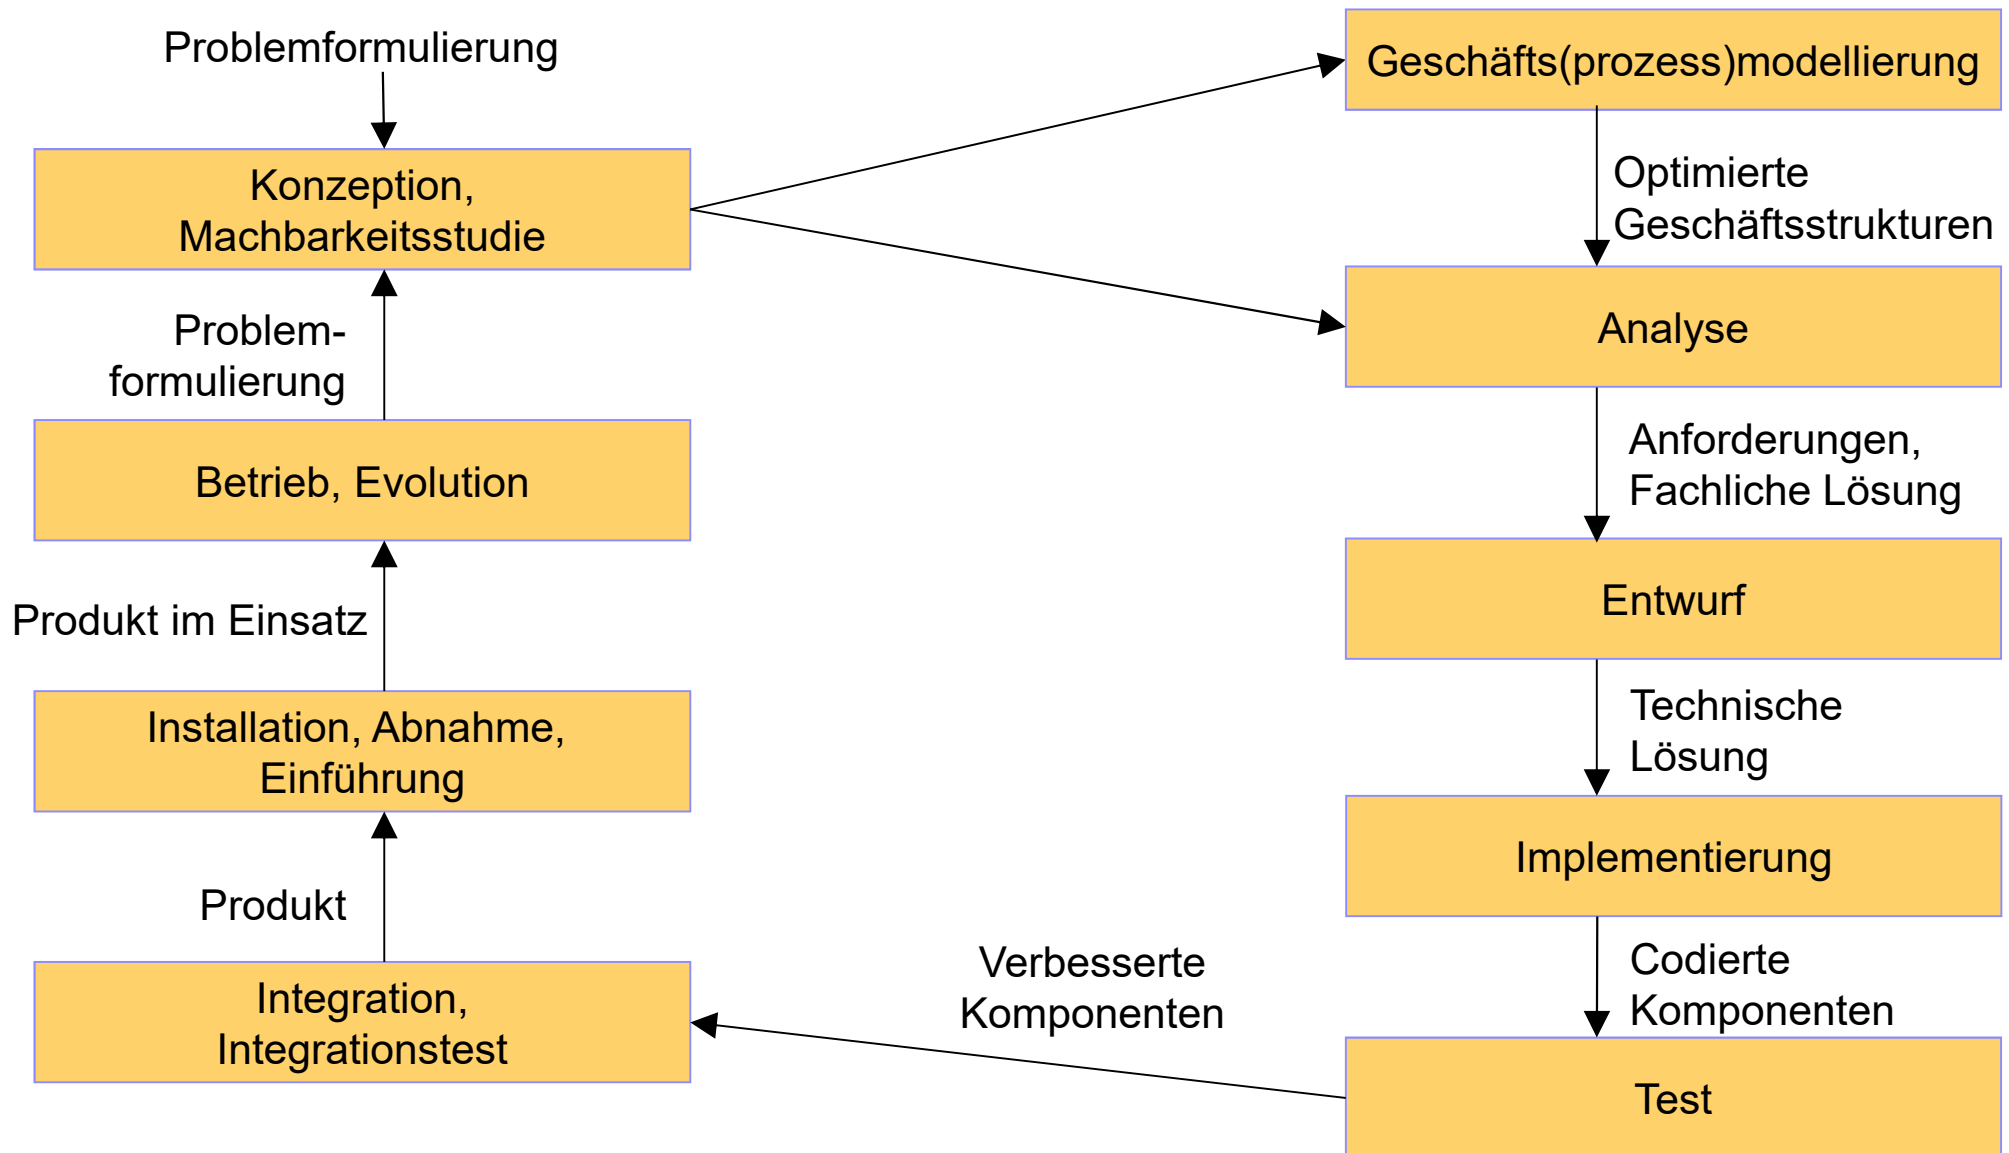 Problemformulierung
Konzeption,
Machbarkeitsstudie
Problem-
formulierung
Betrieb, Evolution
Produkt im Einsatz
Installation, Abnahme,
Einführung
Produkt
Integration,
Integrationstest
Verbesserte
Komponenten
Geschäfts(prozess)modellierung
Optimierte
Geschäftsstrukturen
Analyse
Anforderungen,
Fachliche Lösung
Entwurf
Technische
Lösung
Implementierung
Codierte
Komponenten
Test